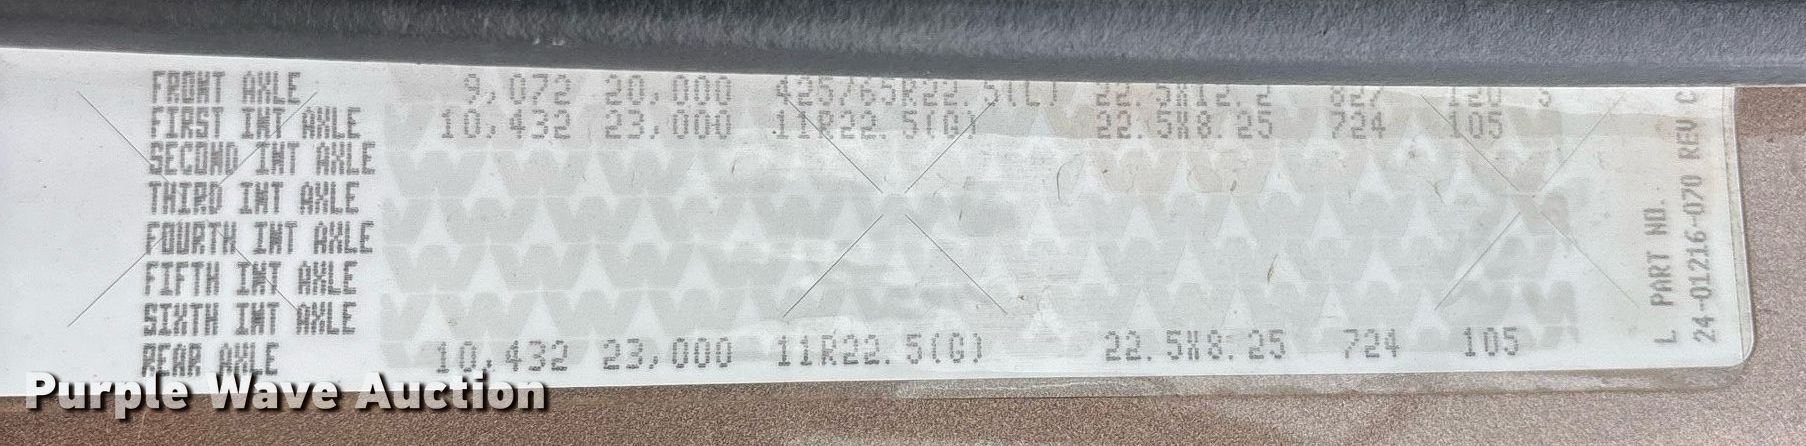 FRONT AXLE 9,072 20,000 425/65R22.5(L) 22.5X12.2 827 120 S
FIRST INT AXLE 10,432 23,000 11R22.5(G) 22.5X8.25 724 105
SECOND INT AXLE
THIRD INT AXLE
FOURTH INT AXLE
FIFTH INT AXLE
SIXTH INT AXLE
REAR AXLE 10,432 23,000 11R22.5(G) 22.5X8.25 724 105
L PART NO.
24-01216-070 REV C
Purple Wave Auction